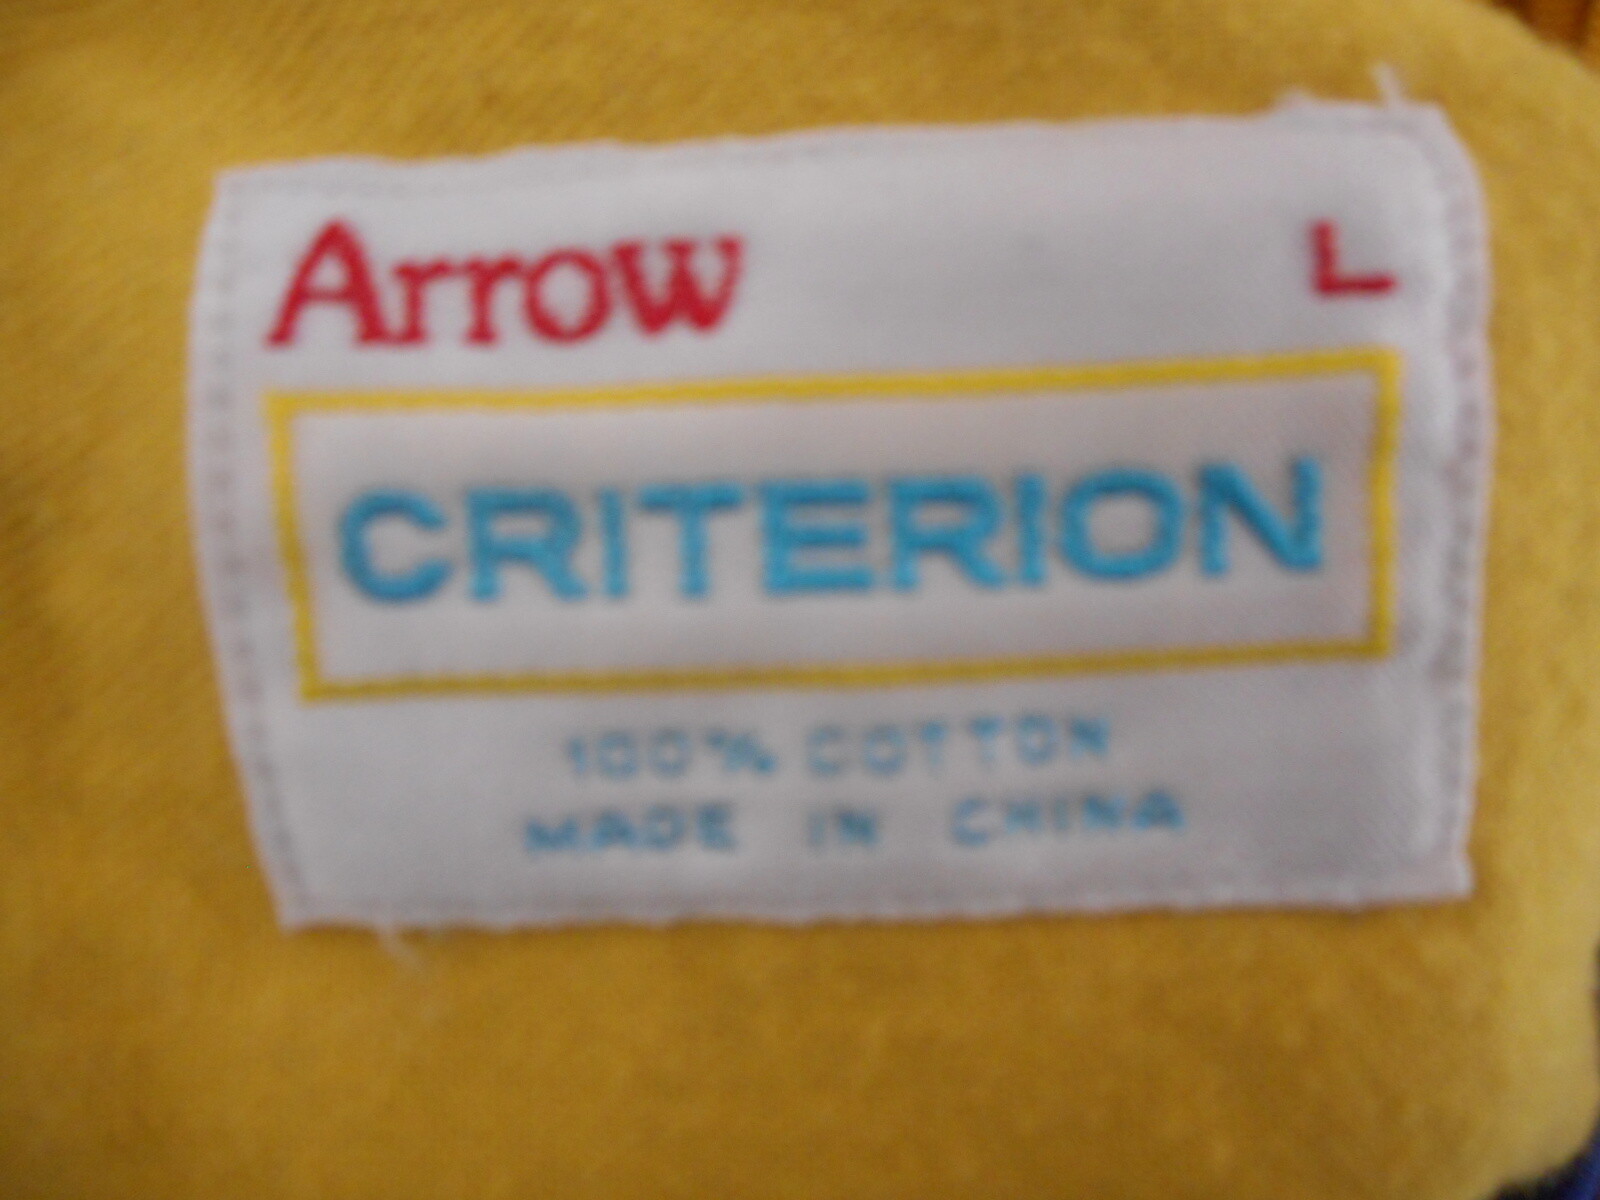 Arrow L
CRITERION
100% COTTON
MADE IN CHINA